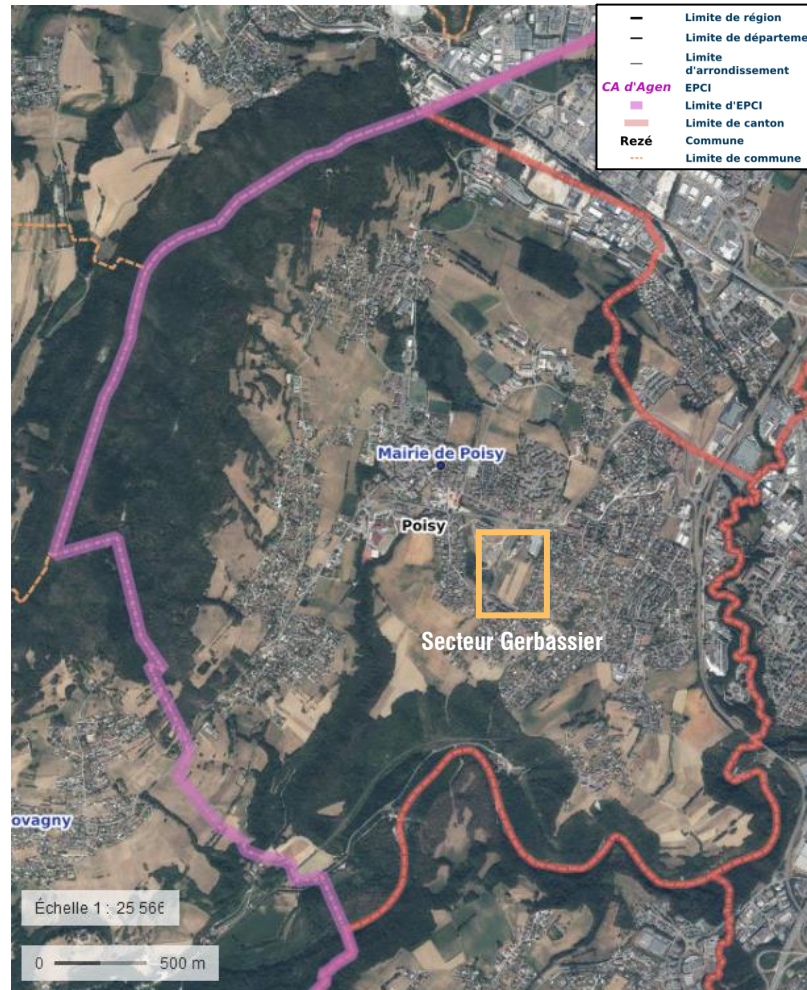 Limite de région
Limite de départeme
Limite
d'arrondissement
CA d'Agen EPCI
Limite d'EPCI
Limite de canton
Rezé Commune
Limite de commune
Mairie de Poisy
Poisy
Secteur Gerbassier
ovagny
Échelle 1 : 25 566
0 500 m